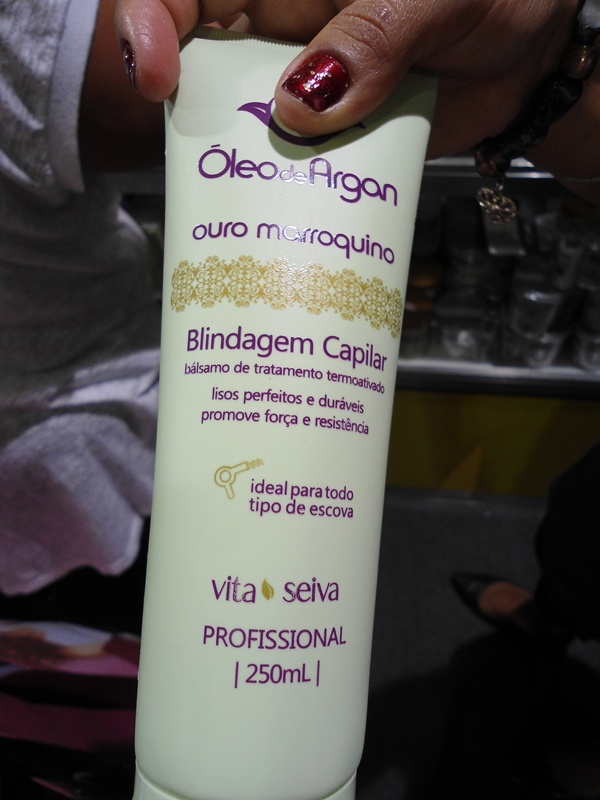 Óleo de Argan
ouro marroquino
Blindagem Capilar
bálsamo de tratamento termoativado
lisos perfeitos e duráveis
promove força e resistência
ideal para todo
tipo de escova
vita seiva
PROFISSIONAL
| 250mL |